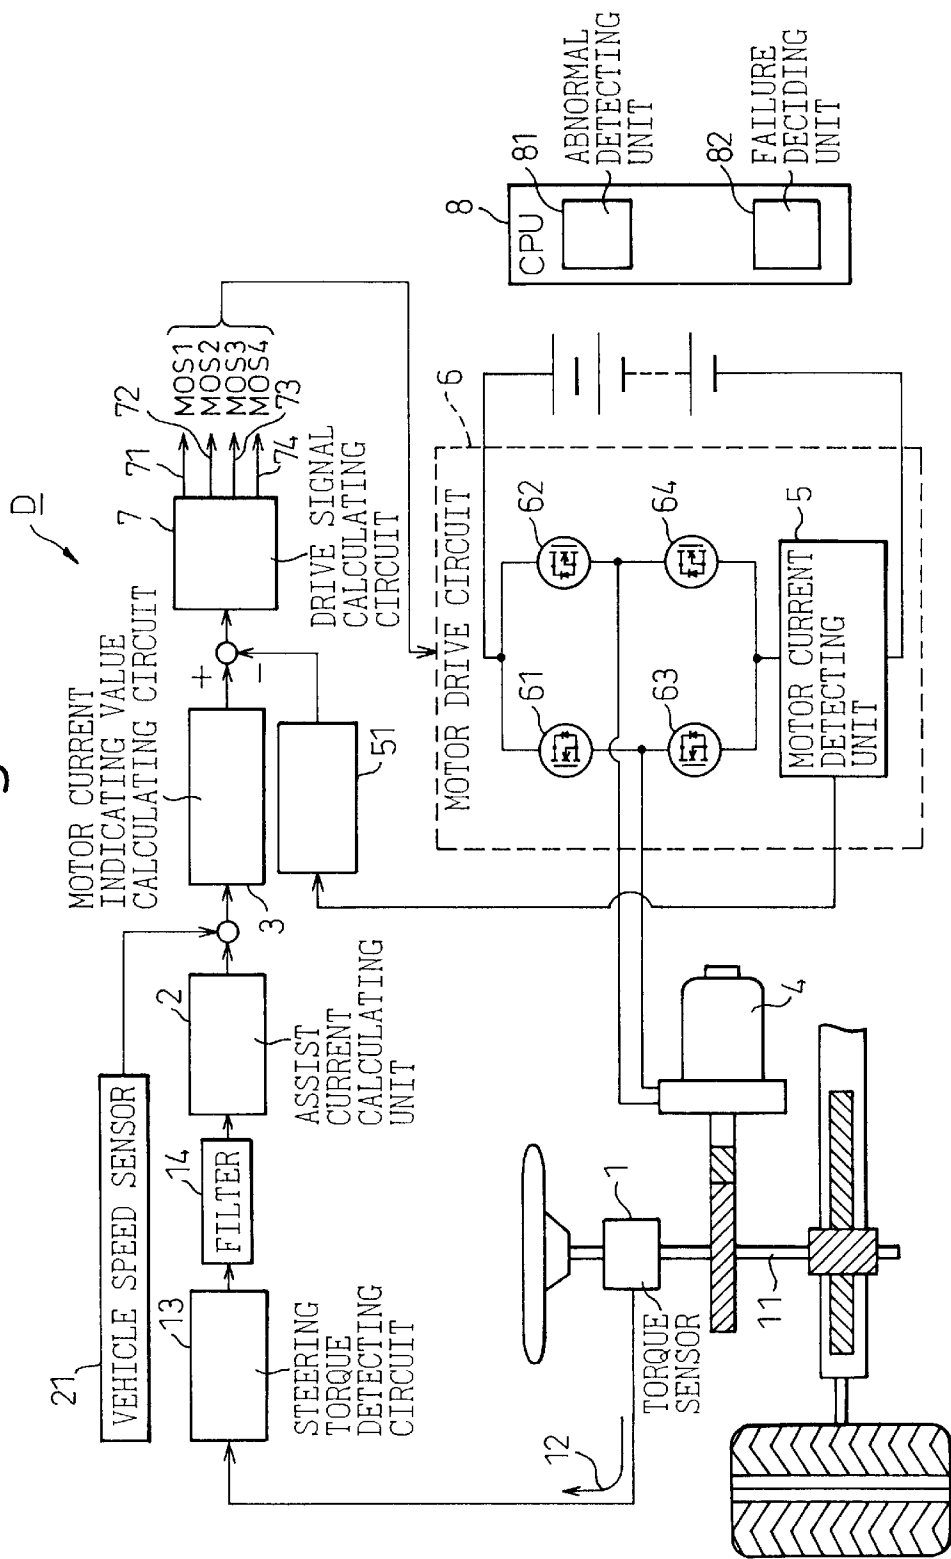 D
21
VEHICLE SPEED SENSOR
13
STEERING
TORQUE
DETECTING
CIRCUIT
14
FILTER
2
ASSIST
CURRENT
CALCULATING
UNIT
MOTOR CURRENT
INDICATING VALUE
CALCULATING CIRCUIT
3
+
−
51
7
DRIVE SIGNAL
CALCULATING
CIRCUIT
71
72
73
74
MOS1
MOS2
MOS3
MOS4
12
1
TORQUE
SENSOR
11
4
MOTOR DRIVE CIRCUIT
6
61
62
63
64
5
MOTOR CURRENT
DETECTING
UNIT
8
CPU
81
ABNORMAL
DETECTING
UNIT
82
FAILURE
DECIDING
UNIT